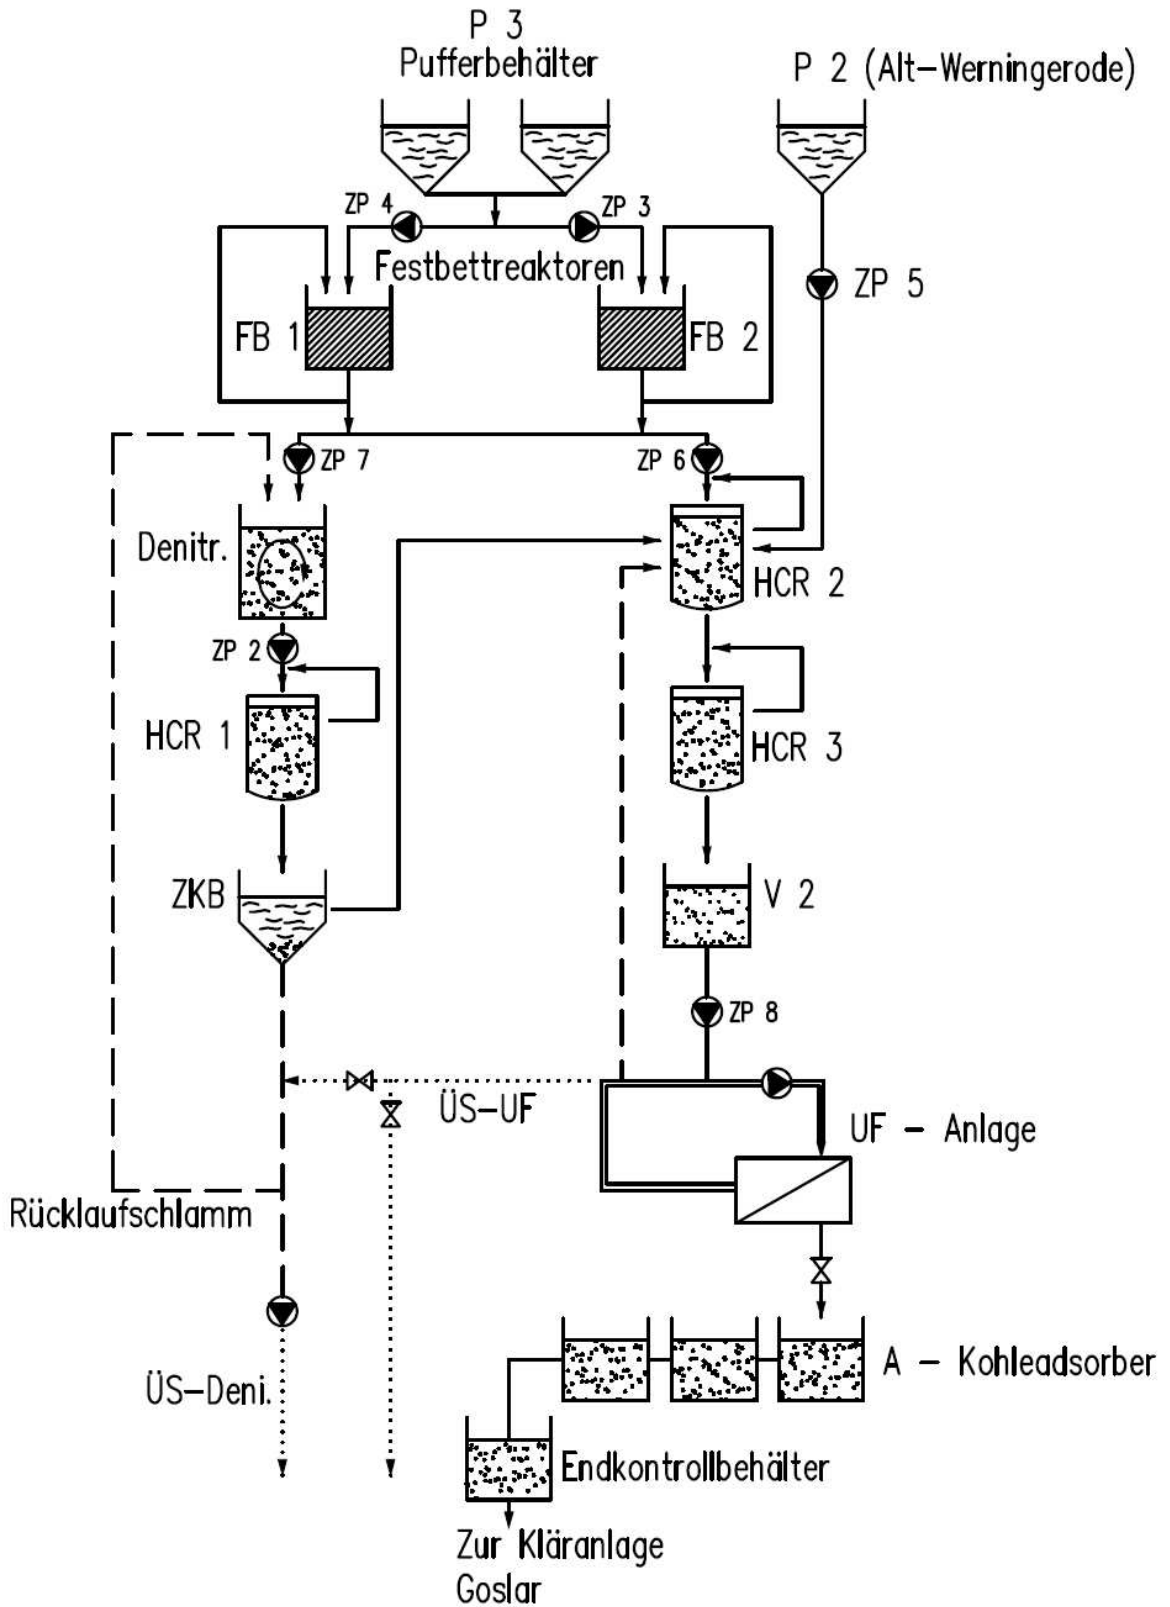 P 3
Pufferbehälter
P 2 (Alt-Werningerode)
ZP 4
ZP 3
Festbettreaktoren
ZP 5
FB 1
FB 2
ZP 7
ZP 6
Denitr.
HCR 2
ZP 2
HCR 1
HCR 3
ZKB
V 2
ZP 8
ÜS-UF
UF - Anlage
Rücklaufschlamm
A - Kohleadsorber
ÜS-Deni.
Endkontrollbehälter
Zur Kläranlage
Goslar